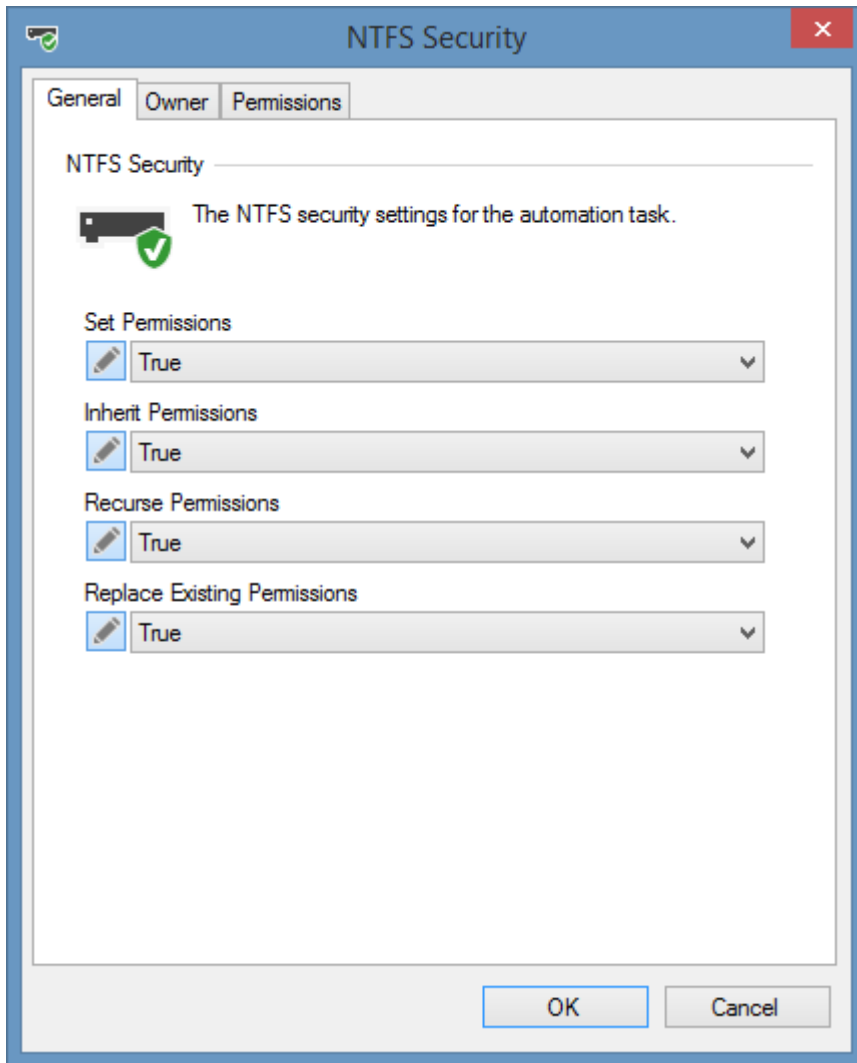 NTFS Security
General
Owner
Permissions
NTFS Security
The NTFS security settings for the automation task.
Set Permissions
True
Inherit Permissions
True
Recurse Permissions
True
Replace Existing Permissions
True
OK
Cancel